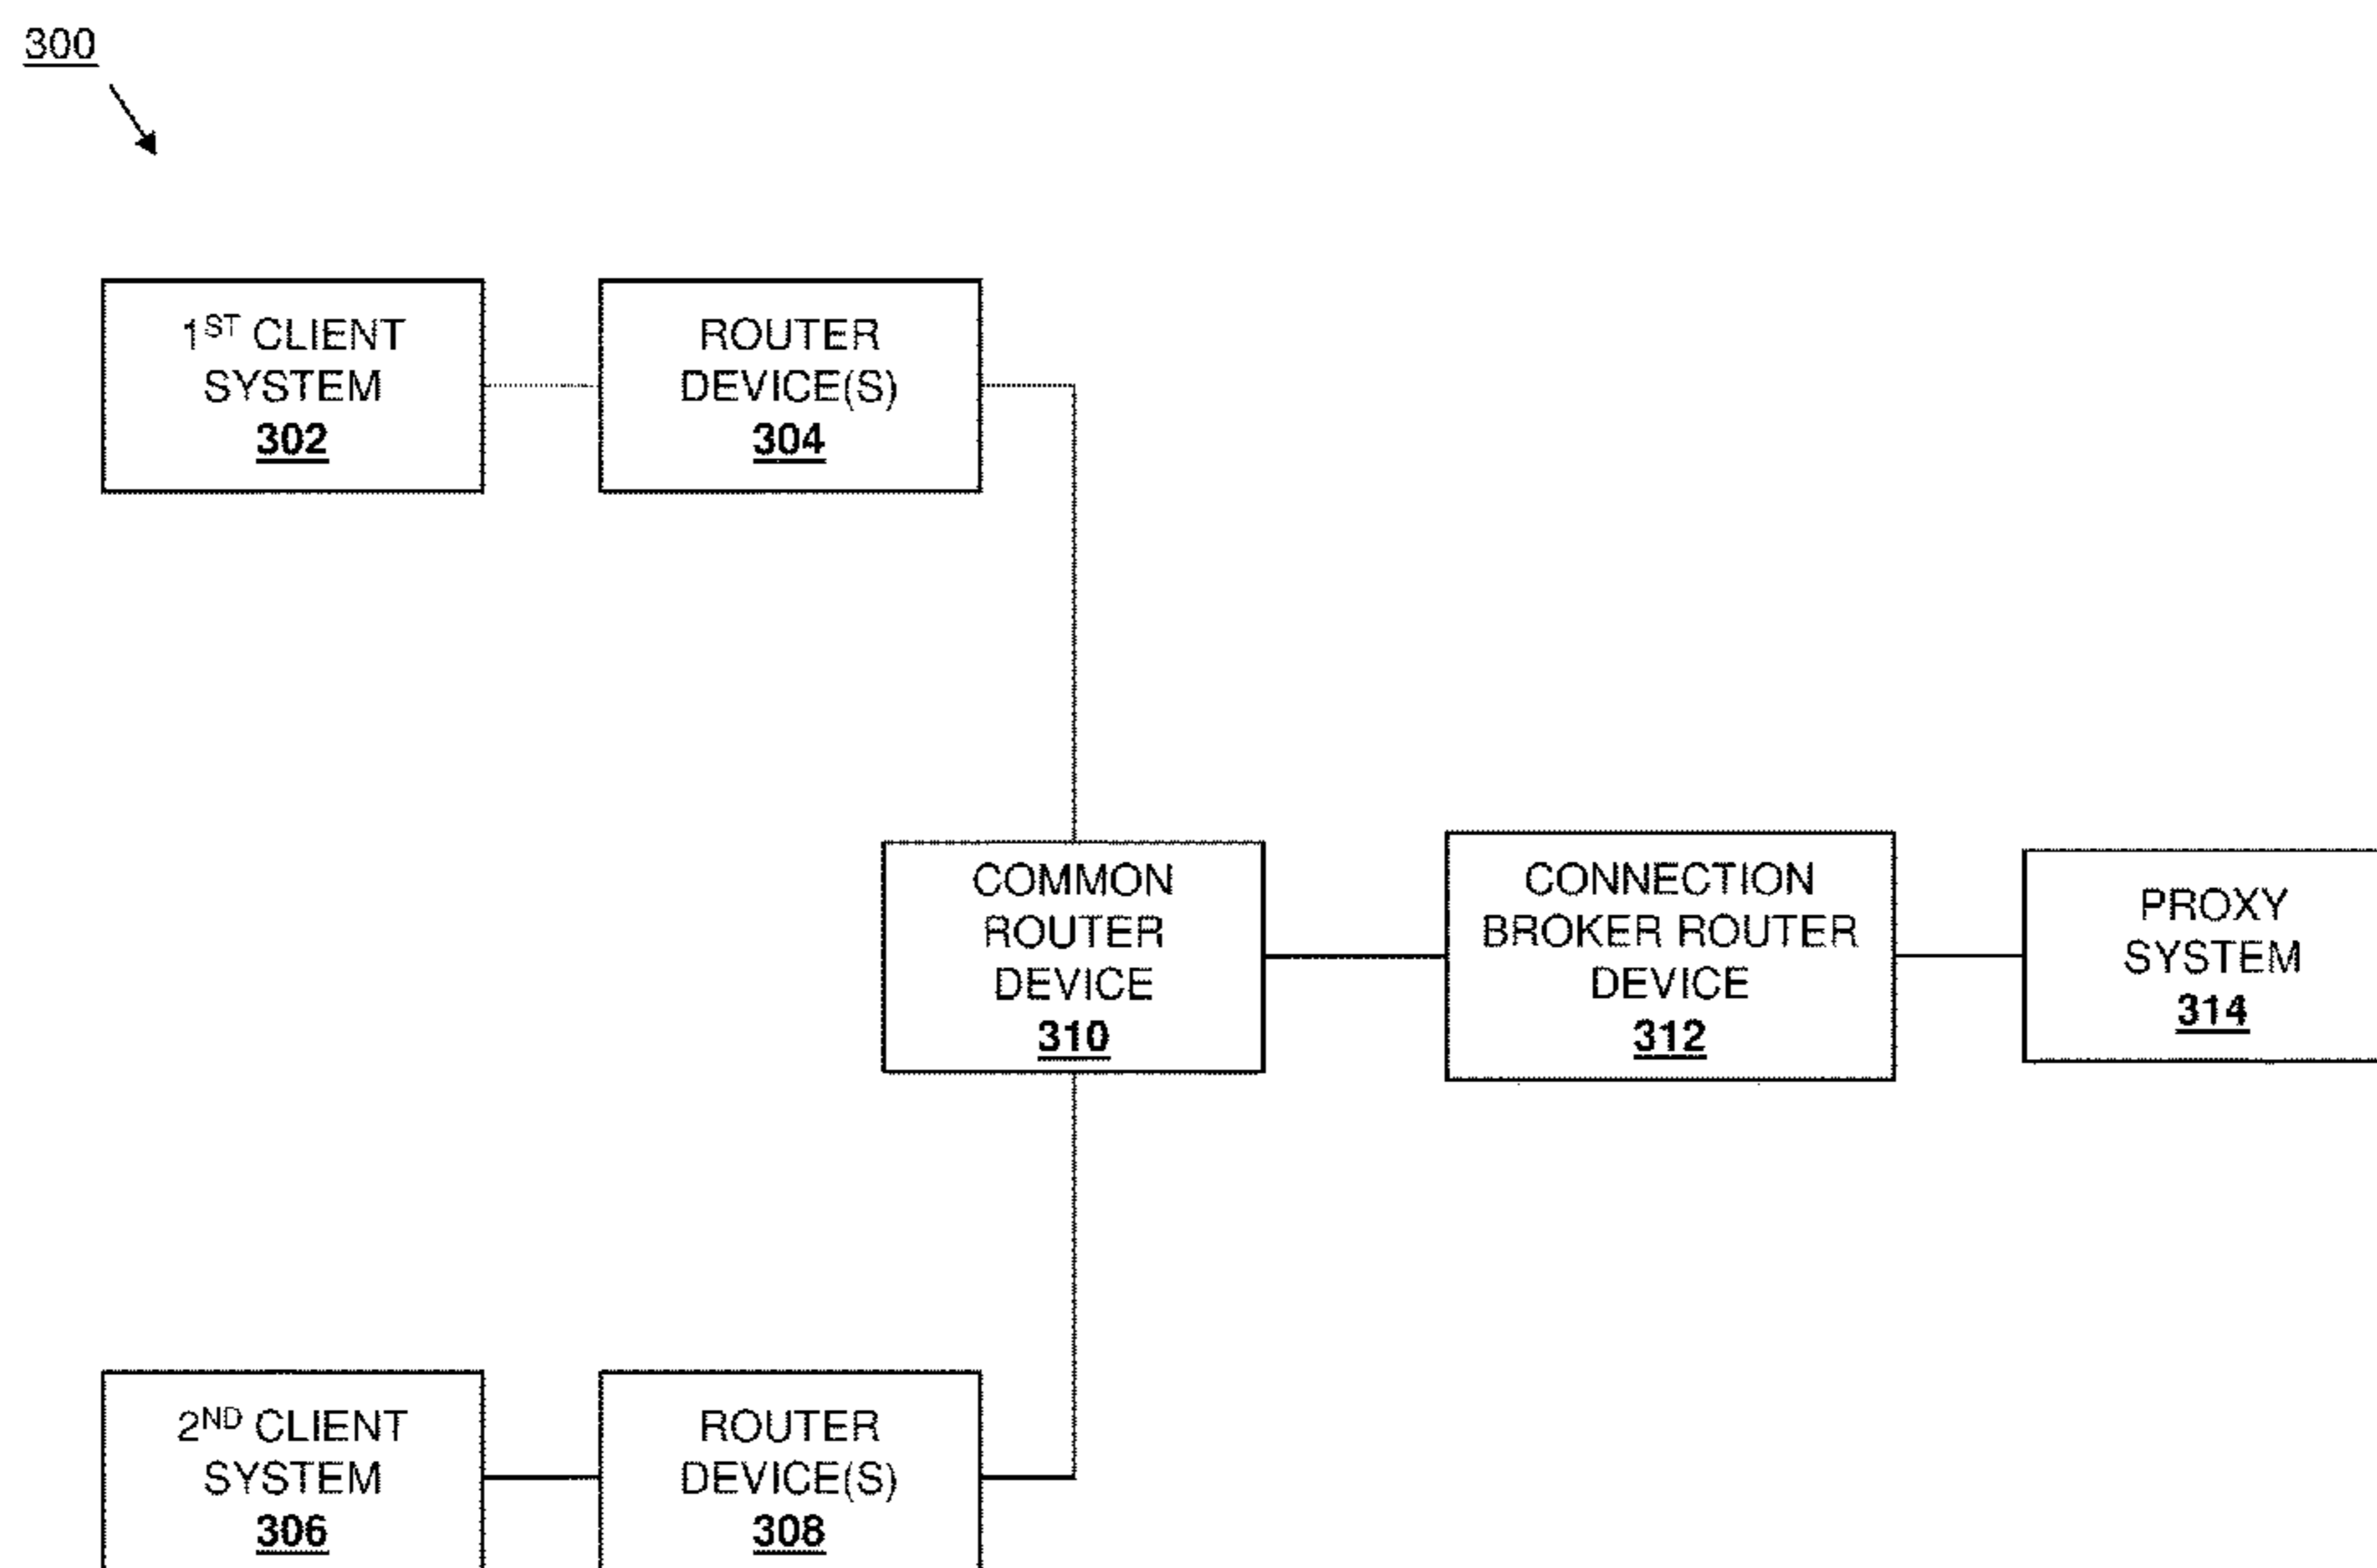 300
1ST CLIENT
SYSTEM
302
ROUTER
DEVICE(S)
304
COMMON
ROUTER
DEVICE
310
CONNECTION
BROKER ROUTER
DEVICE
312
PROXY
SYSTEM
314
2ND CLIENT
SYSTEM
306
ROUTER
DEVICE(S)
308